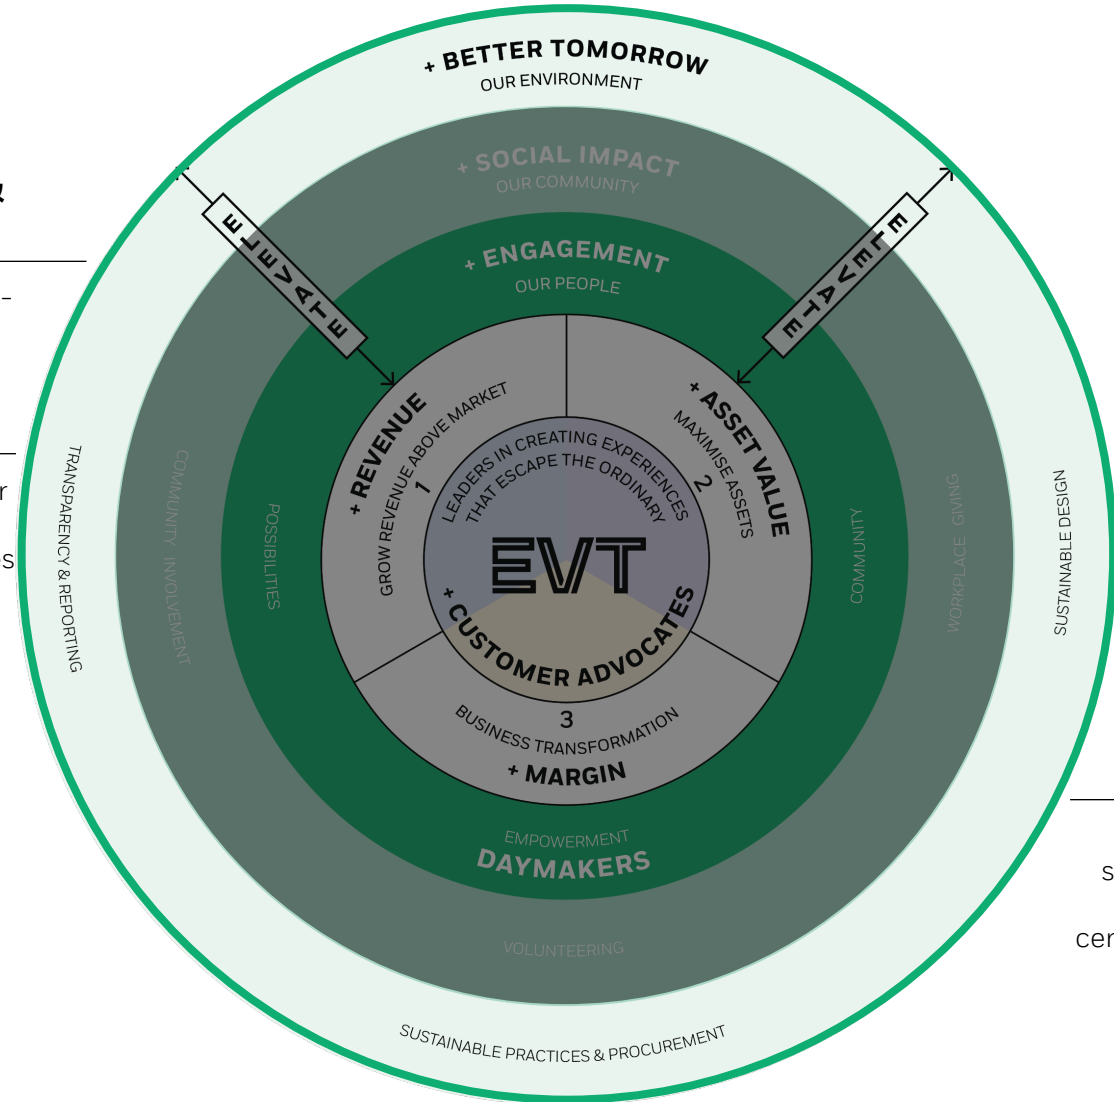 + BETTER TOMORROW
OUR ENVIRONMENT
+ SOCIAL IMPACT
OUR COMMUNITY
+ ENGAGEMENT
OUR PEOPLE
ELEVATE
ELEVATE
+ REVENUE
GROW REVENUE ABOVE MARKET
1
+ ASSET VALUE
MAXIMISE ASSETS
2
LEADERS IN CREATING EXPERIENCES
THAT ESCAPE THE ORDINARY
EVT
+ CUSTOMER ADVOCATES
3
BUSINESS TRANSFORMATION
+ MARGIN
TRANSPARENCY & REPORTING
COMMUNITY INVOLVEMENT
POSSIBILITIES
COMMUNITY
WORKPLACE GIVING
SUSTAINABLE DESIGN
EMPOWERMENT
DAYMAKERS
VOLUNTEERING
SUSTAINABLE PRACTICES & PROCUREMENT